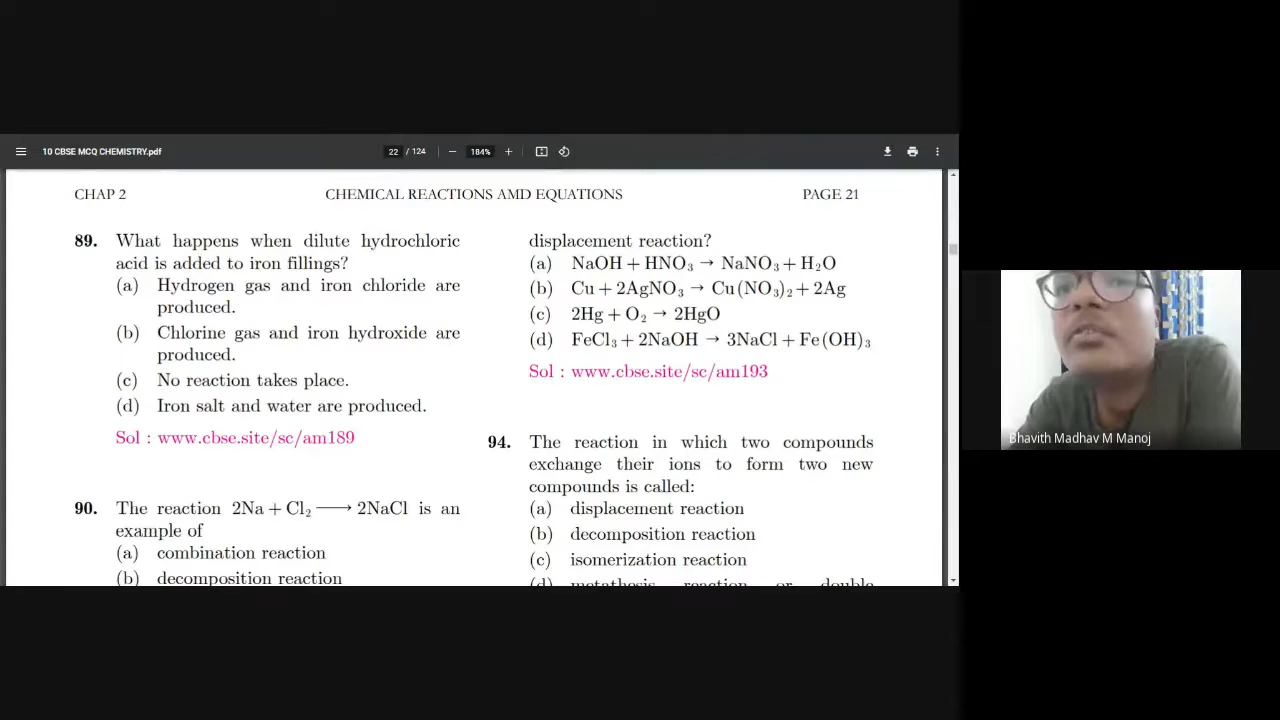 10 CBSE MCQ CHEMISTRY.pdf
22 / 124
184%
CHAP 2
CHEMICAL REACTIONS AMD EQUATIONS
PAGE 21
89. What happens when dilute hydrochloric
acid is added to iron fillings?
(a) Hydrogen gas and iron chloride are
produced.
(b) Chlorine gas and iron hydroxide are
produced.
(c) No reaction takes place.
(d) Iron salt and water are produced.
Sol : www.cbse.site/sc/am189
90. The reaction 2Na + Cl₂ ⟶ 2NaCl is an
example of
(a) combination reaction
(b) decomposition reaction
displacement reaction?
(a) NaOH + HNO₃ → NaNO₃ + H₂O
(b) Cu + 2AgNO₃ → Cu(NO₃)₂ + 2Ag
(c) 2Hg + O₂ → 2HgO
(d) FeCl₃ + 2NaOH → 3NaCl + Fe(OH)₃
Sol : www.cbse.site/sc/am193
94. The reaction in which two compounds
exchange their ions to form two new
compounds is called:
(a) displacement reaction
(b) decomposition reaction
(c) isomerization reaction
(d) metathesis reaction or double
Bhavith Madhav M Manoj